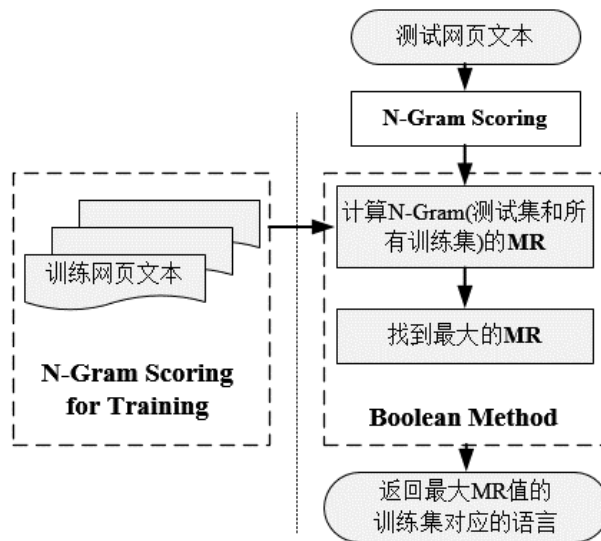 测试网页文本
N-Gram Scoring
计算N-Gram(测试集和所
有训练集)的MR
训练网页文本
找到最大的MR
N-Gram Scoring
for Training
Boolean Method
返回最大MR值的
训练集对应的语言